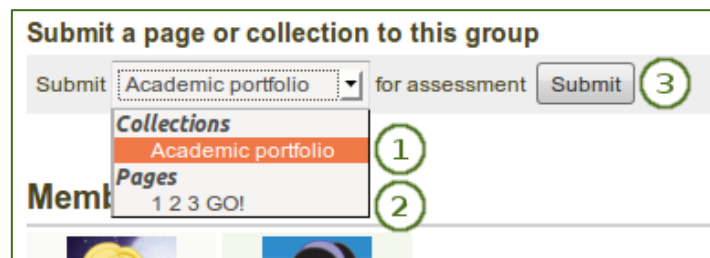 Submit a page or collection to this group
Submit Academic portfolio for assessment Submit 3
Collections
Academic portfolio 1
Pages
1 2 3 GO! 2
Memb